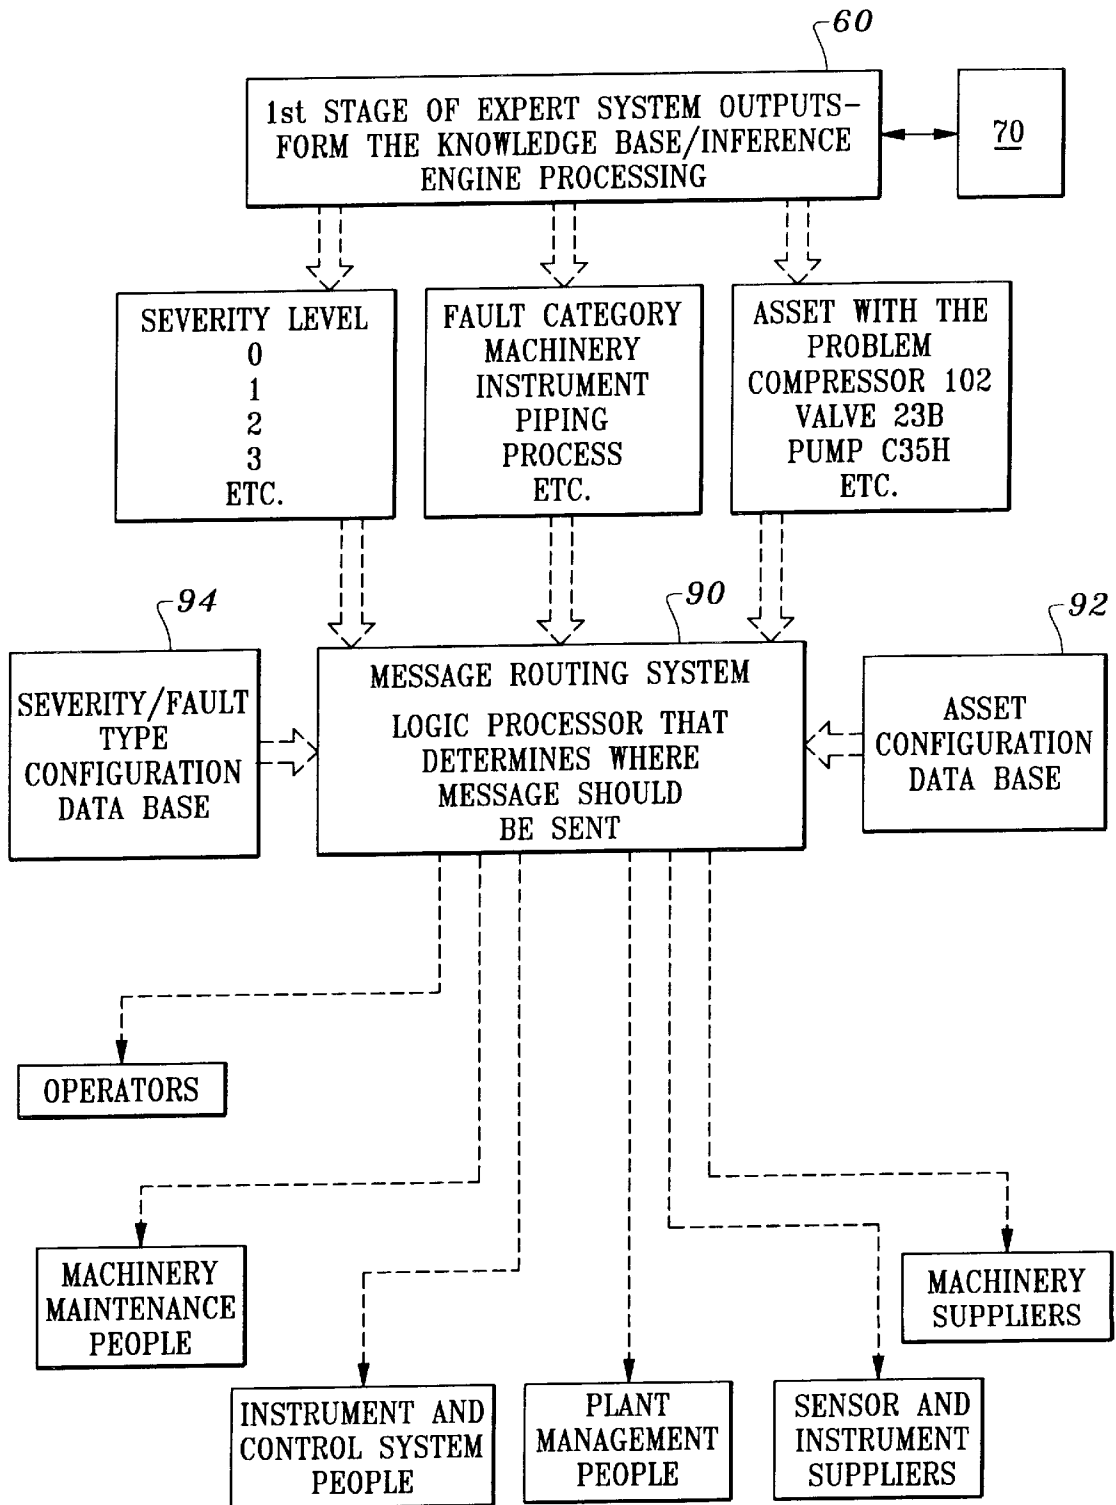 60
1st STAGE OF EXPERT SYSTEM OUTPUTS-
FORM THE KNOWLEDGE BASE/INFERENCE
ENGINE PROCESSING
70
SEVERITY LEVEL
0
1
2
3
ETC.
FAULT CATEGORY
MACHINERY
INSTRUMENT
PIPING
PROCESS
ETC.
ASSET WITH THE
PROBLEM
COMPRESSOR 102
VALVE 23B
PUMP C35H
ETC.
94
SEVERITY/FAULT
TYPE
CONFIGURATION
DATA BASE
90
MESSAGE ROUTING SYSTEM
LOGIC PROCESSOR THAT
DETERMINES WHERE
MESSAGE SHOULD
BE SENT
92
ASSET
CONFIGURATION
DATA BASE
OPERATORS
MACHINERY
MAINTENANCE
PEOPLE
INSTRUMENT AND
CONTROL SYSTEM
PEOPLE
PLANT
MANAGEMENT
PEOPLE
SENSOR AND
INSTRUMENT
SUPPLIERS
MACHINERY
SUPPLIERS